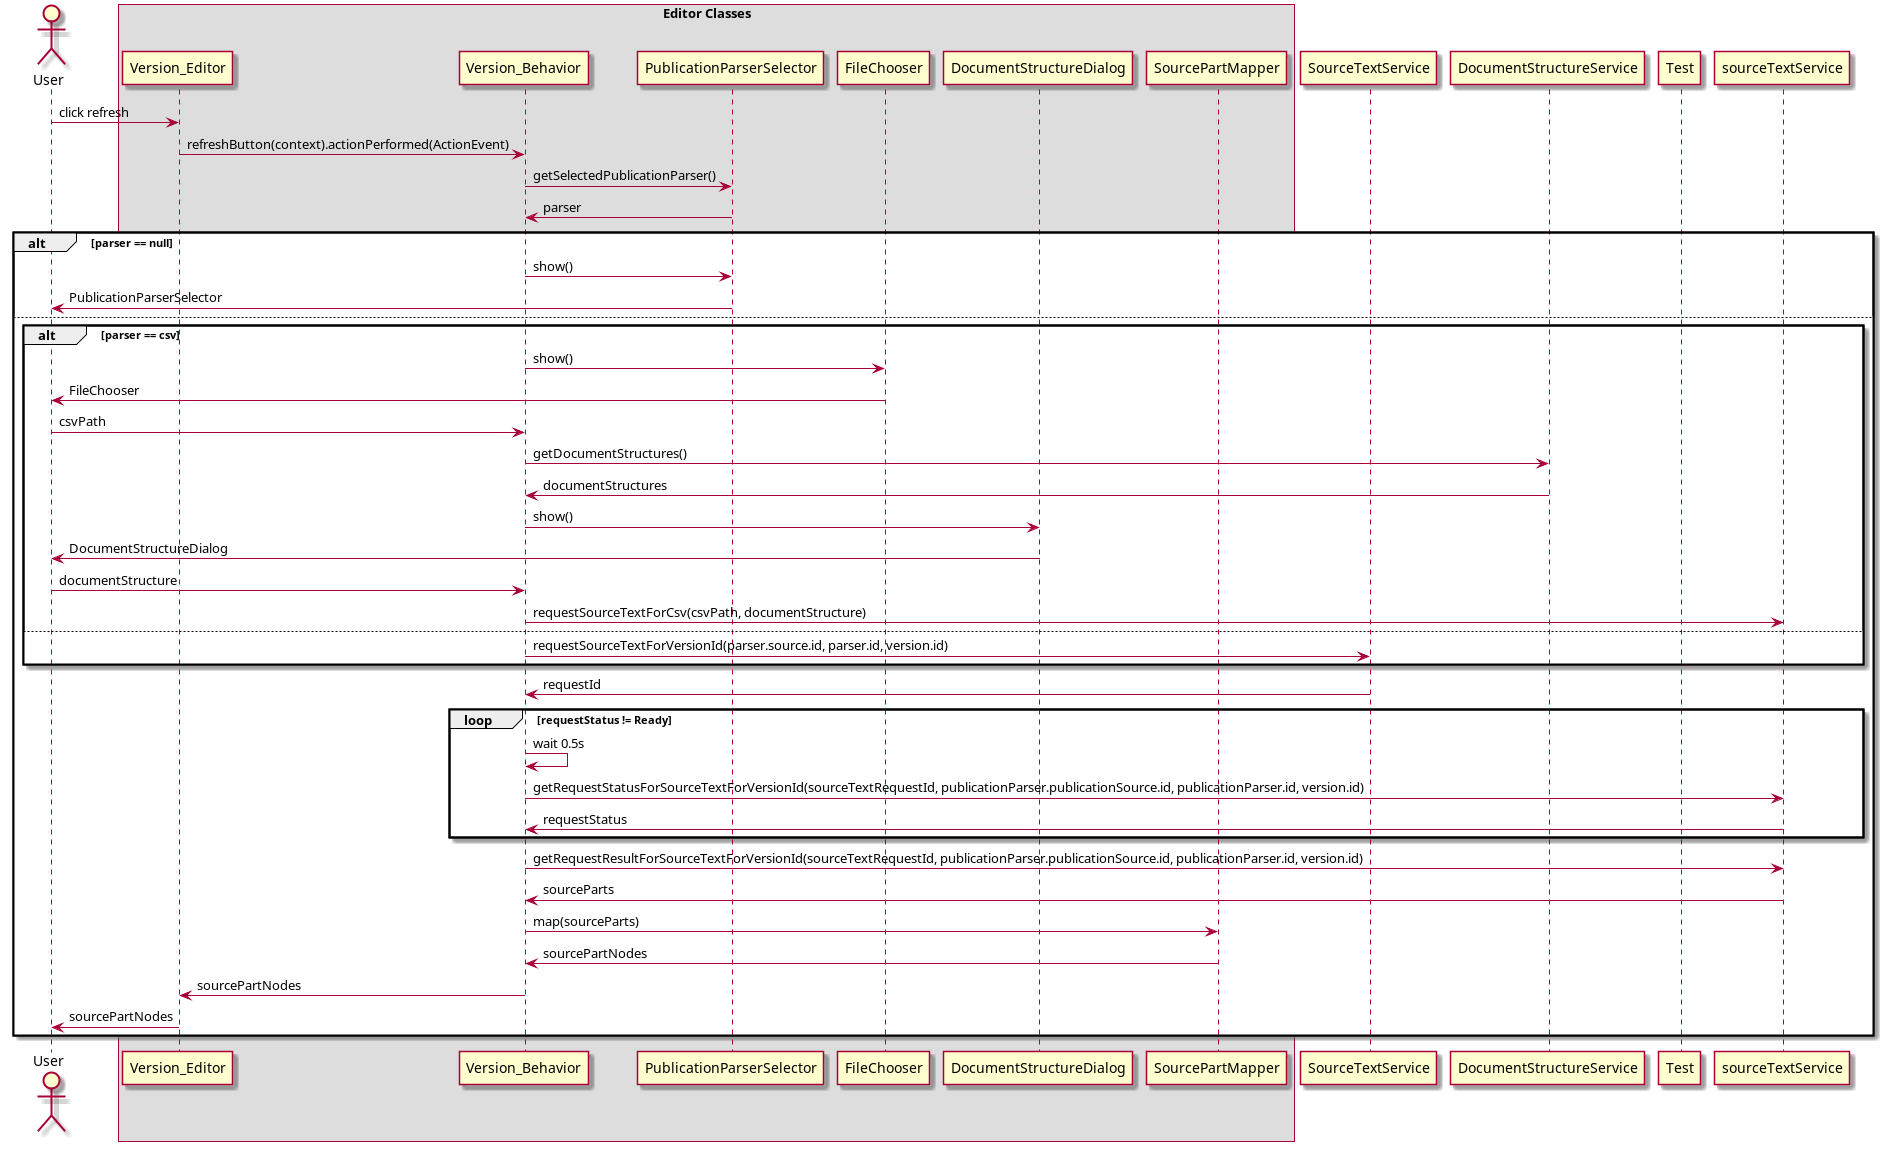 Editor Classes
User
Version_Editor
Version_Behavior
PublicationParserSelector
FileChooser
DocumentStructureDialog
SourcePartMapper
SourceTextService
DocumentStructureService
Test
sourceTextService
click refresh
refreshButton(context).actionPerformed(ActionEvent)
getSelectedPublicationParser()
parser
alt [parser == null]
show()
PublicationParserSelector
alt [parser == csv]
show()
FileChooser
csvPath
getDocumentStructures()
documentStructures
show()
DocumentStructureDialog
documentStructure
requestSourceTextForCsv(csvPath, documentStructure)
requestSourceTextForVersionId(parser.source.id, parser.id, version.id)
requestId
loop [requestStatus != Ready]
wait 0.5s
getRequestStatusForSourceTextForVersionId(sourceTextRequestId, publicationParser.publicationSource.id, publicationParser.id, version.id)
requestStatus
getRequestResultForSourceTextForVersionId(sourceTextRequestId, publicationParser.publicationSource.id, publicationParser.id, version.id)
sourceParts
map(sourceParts)
sourcePartNodes
sourcePartNodes
sourcePartNodes
User
Version_Editor
Version_Behavior
PublicationParserSelector
FileChooser
DocumentStructureDialog
SourcePartMapper
SourceTextService
DocumentStructureService
Test
sourceTextService